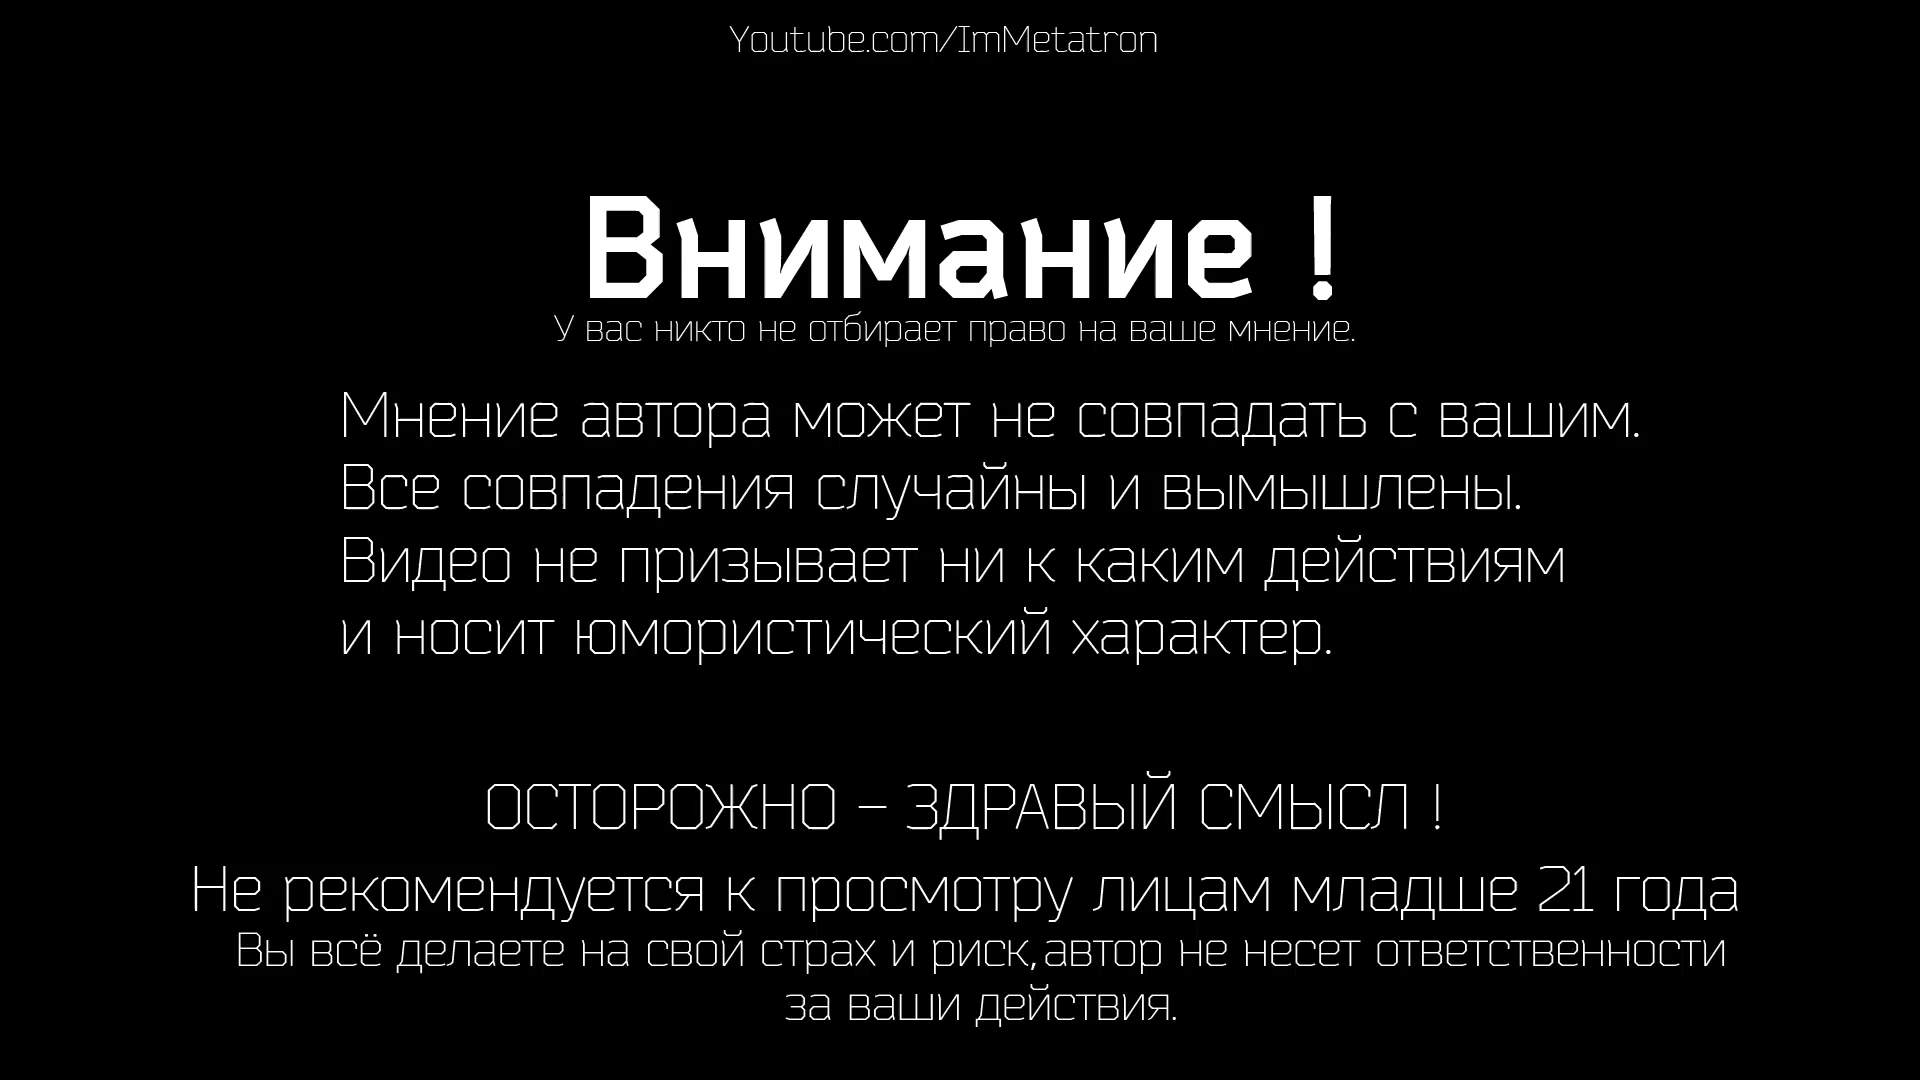 Youtube.com/ImMetatron
Внимание !
У вас никто не отбирает право на ваше мнение.
Мнение автора может не совпадать с вашим.
Все совпадения случайны и вымышлены.
Видео не призывает ни к каким действиям
и носит юмористический характер.
ОСТОРОЖНО – ЗДРАВЫЙ СМЫСЛ !
Не рекомендуется к просмотру лицам младше 21 года
Вы всё делаете на свой страх и риск, автор не несет ответственности
за ваши действия.